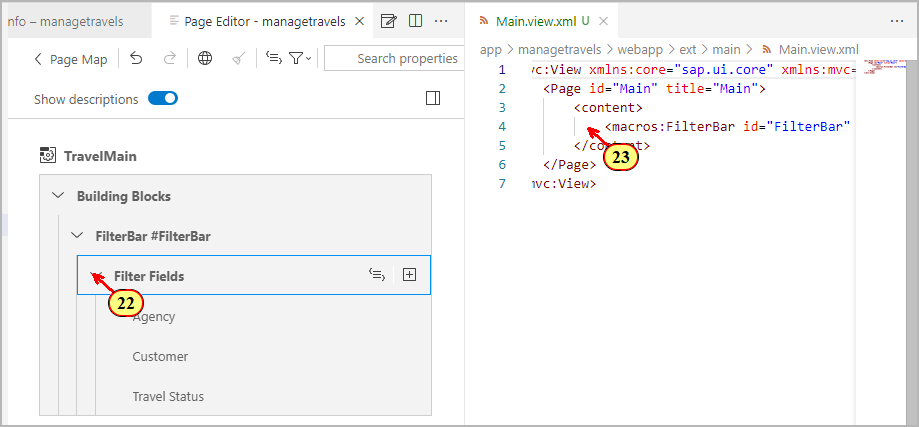 nfo – managetravels
Page Editor - managetravels
Page Map
Search properties
Show descriptions
TravelMain
Building Blocks
FilterBar #FilterBar
Filter Fields
22
Agency
Customer
Travel Status
Main.view.xml U
app > managetravels > webapp > ext > main > Main.view.xml
1 vc:View xmlns:core="sap.ui.core" xmlns:mvc=
2 <Page id="Main" title="Main">
3 <content>
4 <macros:FilterBar id="FilterBar"
5 </content>
23
6 </Page>
7 mvc:View>